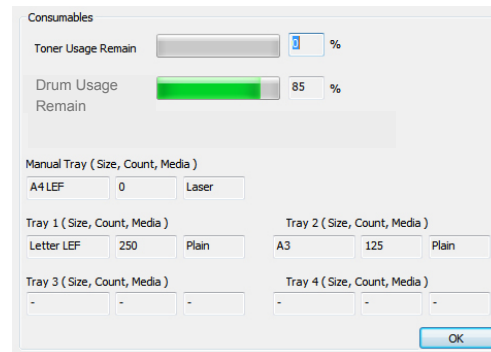 Consumables
Toner Usage Remain 0 %
Drum Usage 85 %
Remain
Manual Tray ( Size, Count, Media )
A4 LEF 0 Laser
Tray 1 ( Size, Count, Media ) Tray 2 ( Size, Count, Media )
Letter LEF 250 Plain A3 125 Plain
Tray 3 ( Size, Count, Media ) Tray 4 ( Size, Count, Media )
- - - - - -
OK